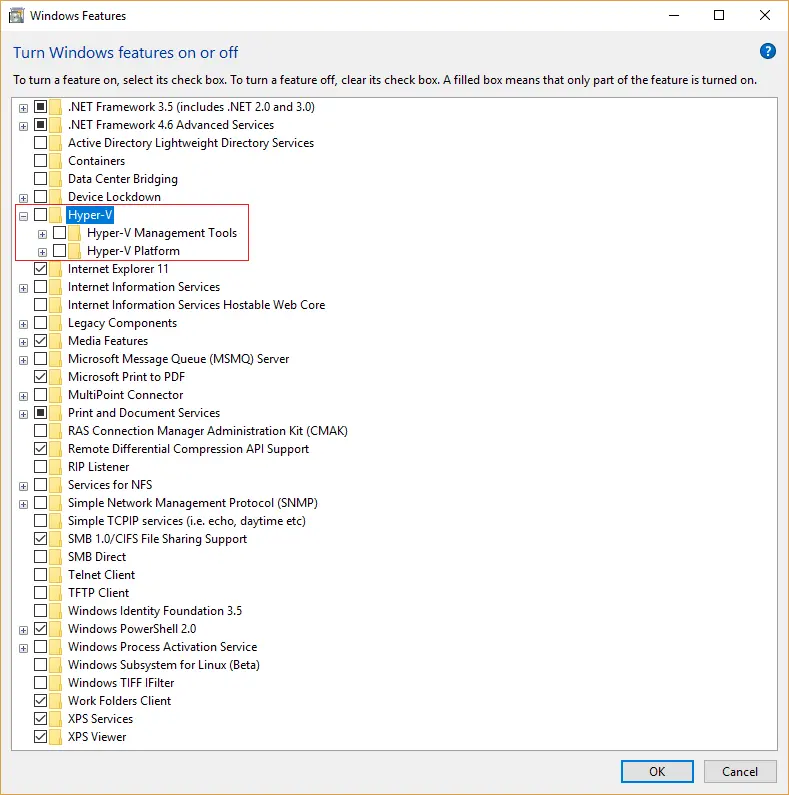 Windows Features
Turn Windows features on or off
?
To turn a feature on, select its check box. To turn a feature off, clear its check box. A filled box means that only part of the feature is turned on.
.NET Framework 3.5 (includes .NET 2.0 and 3.0)
.NET Framework 4.6 Advanced Services
Active Directory Lightweight Directory Services
Containers
Data Center Bridging
Device Lockdown
Hyper-V
Hyper-V Management Tools
Hyper-V Platform
Internet Explorer 11
Internet Information Services
Internet Information Services Hostable Web Core
Legacy Components
Media Features
Microsoft Message Queue (MSMQ) Server
Microsoft Print to PDF
MultiPoint Connector
Print and Document Services
RAS Connection Manager Administration Kit (CMAK)
Remote Differential Compression API Support
RIP Listener
Services for NFS
Simple Network Management Protocol (SNMP)
Simple TCPIP services (i.e. echo, daytime etc)
SMB 1.0/CIFS File Sharing Support
SMB Direct
Telnet Client
TFTP Client
Windows Identity Foundation 3.5
Windows PowerShell 2.0
Windows Process Activation Service
Windows Subsystem for Linux (Beta)
Windows TIFF IFilter
Work Folders Client
XPS Services
XPS Viewer
OK Cancel